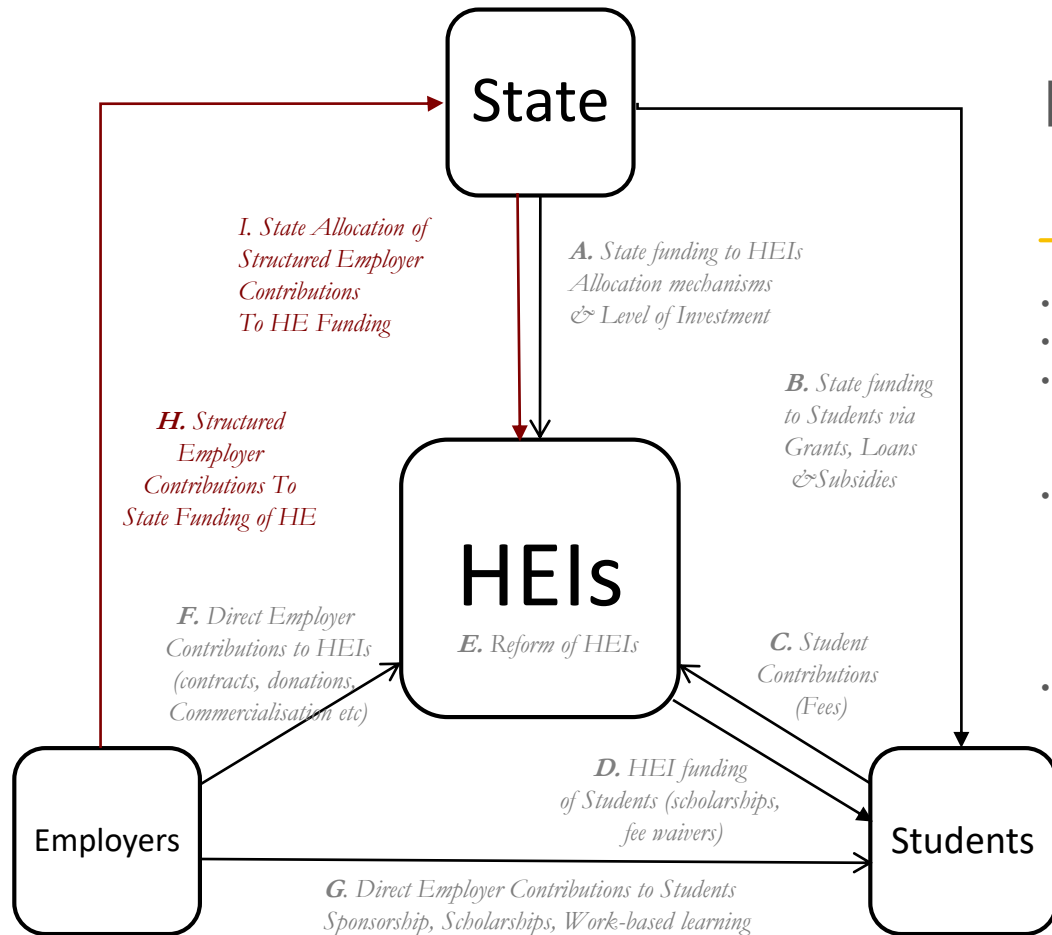 State
I. State Allocation of
Structured Employer
Contributions
To HE Funding
A. State funding to HEIs
Allocation mechanisms
& Level of Investment
B. State funding
to Students via
Grants, Loans
&Subsidies
H. Structured
Employer
Contributions To
State Funding of HE
HEIs
E. Reform of HEIs
F. Direct Employer
Contributions to HEIs
(contracts, donations,
Commercialisation etc)
C. Student
Contributions
(Fees)
D. HEI funding
of Students (scholarships,
fee waivers)
Employers
Students
G. Direct Employer Contributions to Students
Sponsorship, Scholarships, Work-based learning